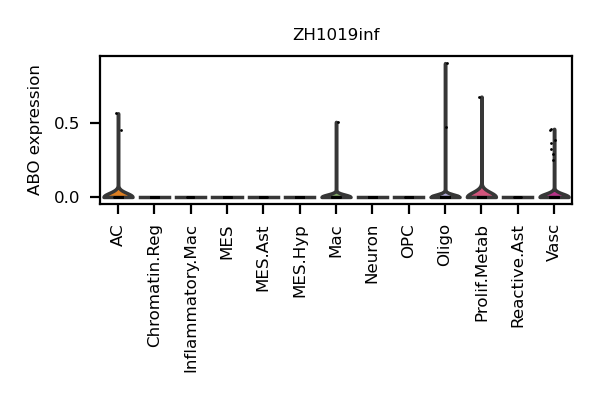 ZH1019inf
ABO expression
0.5
0.0
AC
Chromatin.Reg
Inflammatory.Mac
MES
MES.Ast
MES.Hyp
Mac
Neuron
OPC
Oligo
Prolif.Metab
Reactive.Ast
Vasc